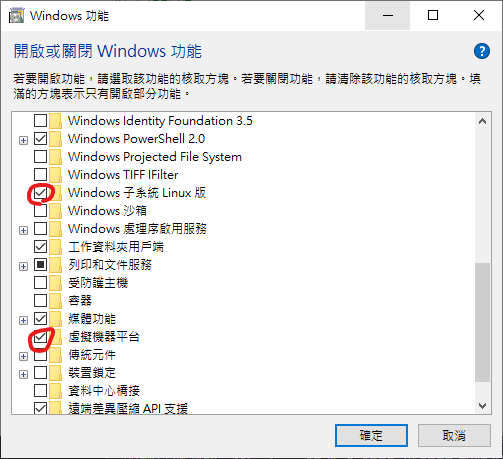 Windows 功能
開啟或關閉 Windows 功能
?
若要開啟功能，請選取該功能的核取方塊。若要關閉功能，請清除該功能的核取方塊。填
滿的方塊表示只有開啟部分功能。
Windows Identity Foundation 3.5
Windows PowerShell 2.0
Windows Projected File System
Windows TIFF IFilter
Windows 子系統 Linux 版
Windows 沙箱
Windows 處理序啟用服務
工作資料夾用戶端
列印和文件服務
受防護主機
容器
媒體功能
虛擬機器平台
傳統元件
裝置鎖定
資料中心橋接
遠端差異壓縮 API 支援
確定
取消